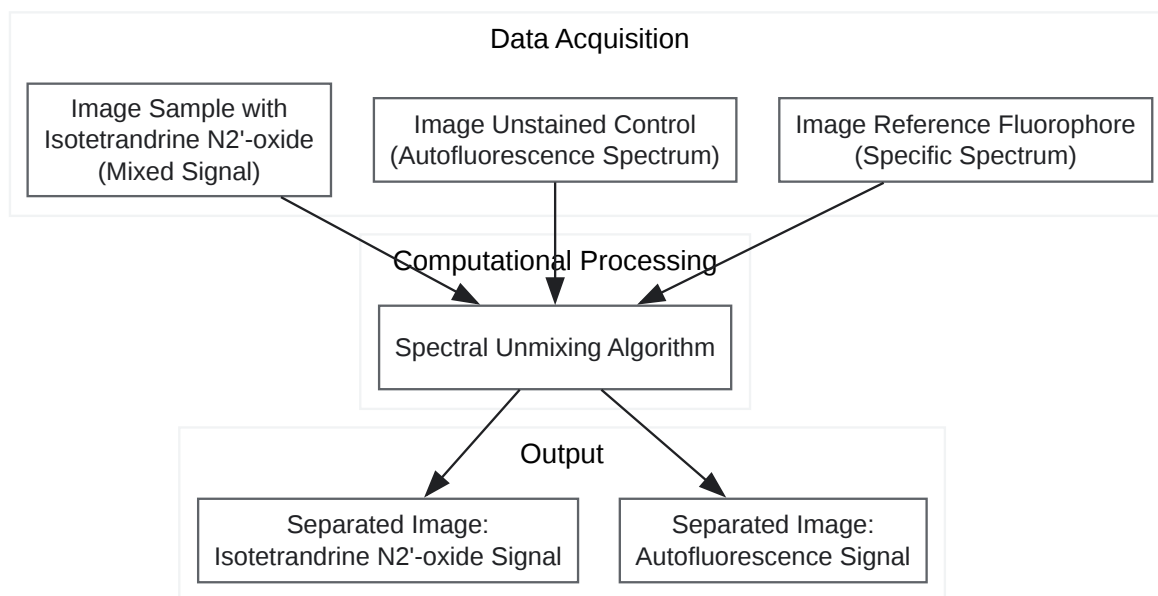 Data Acquisition
Image Sample with
Isotetrandrine N2'-oxide
(Mixed Signal)
Image Unstained Control
(Autofluorescence Spectrum)
Image Reference Fluorophore
(Specific Spectrum)
Computational Processing
Spectral Unmixing Algorithm
Output
Separated Image:
Isotetrandrine N2'-oxide Signal
Separated Image:
Autofluorescence Signal